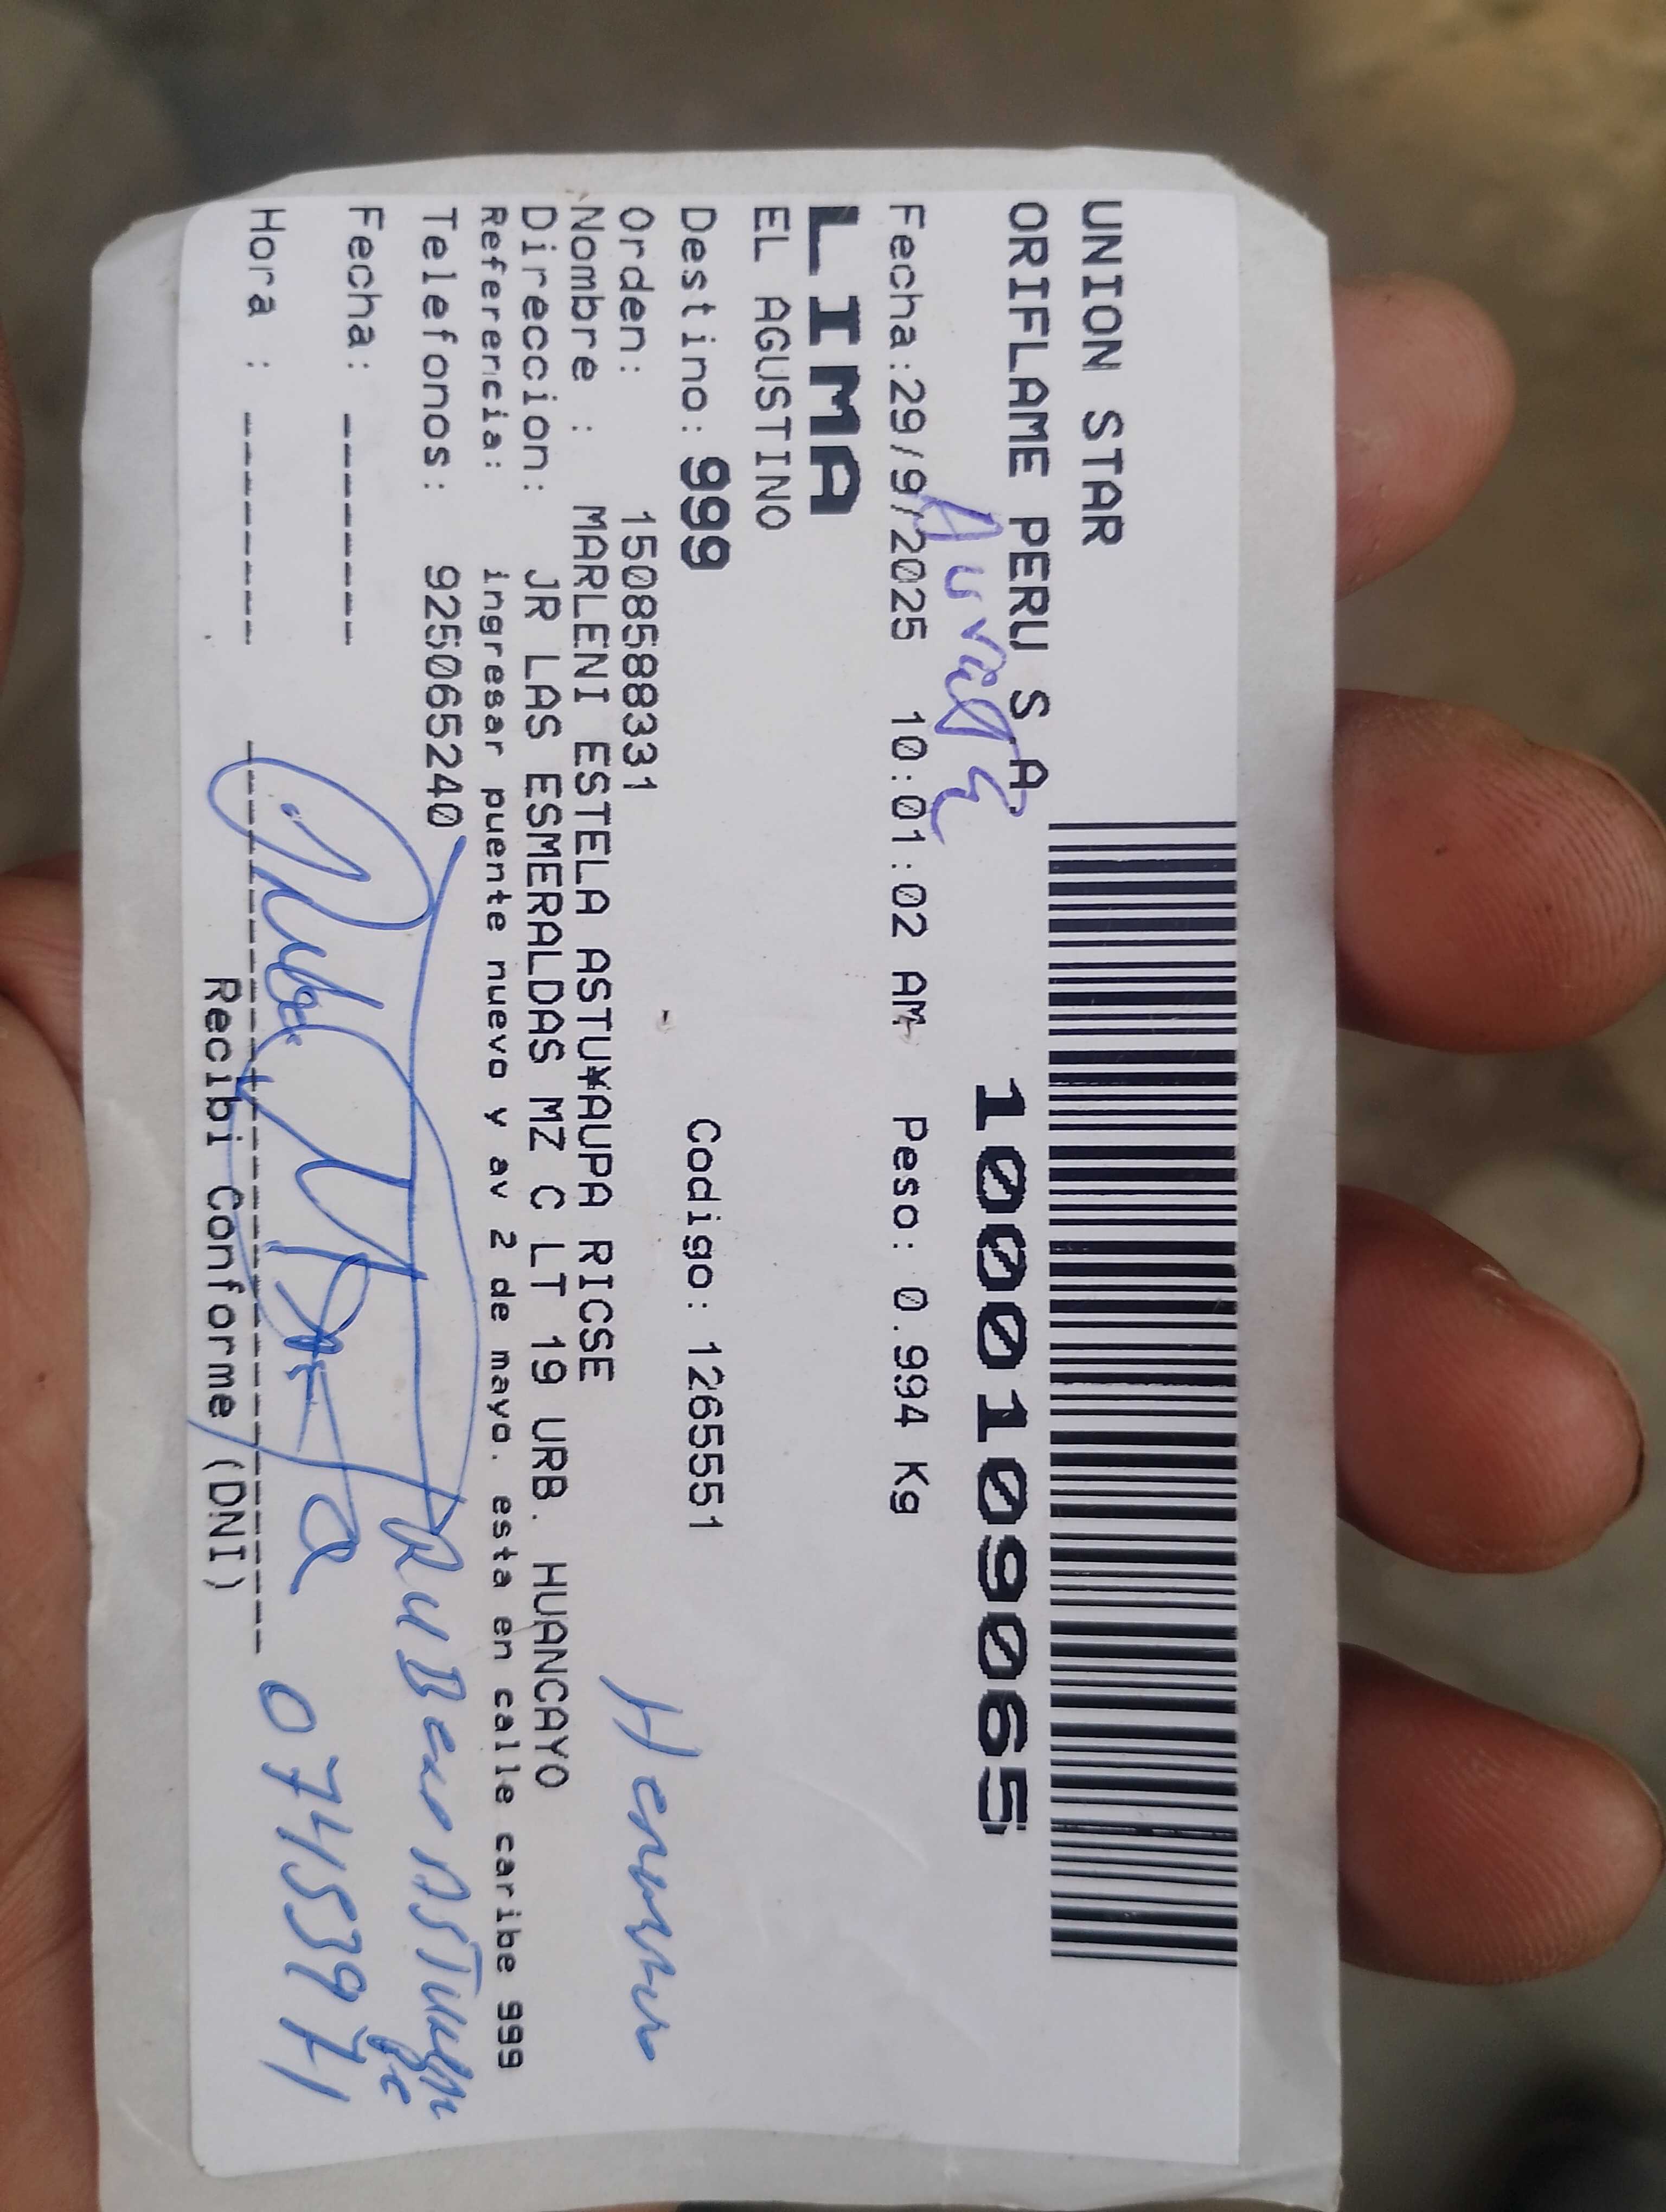 UNION STAR
ORIFLAME PERU S.A.
1000109065
Fecha:29/9/2025 10:01:02 AM Peso: 0.994 Kg
LIMA
EL AGUSTINO
Destino: 999 Codigo: 1265551
Orden: 1508588331
Nombre : MARLENI ESTELA ASTU¥AUPA RICSE
Direccion: JR LAS ESMERALDAS MZ C LT 19 URB. HUANCAYO
Referencia: ingresar puente nuevo y av 2 de mayo. esta en calle caribe 999
Telefonos: 925065240
Fecha: -------
Hora : -------
07453971
Recibi Conforme (DNI)